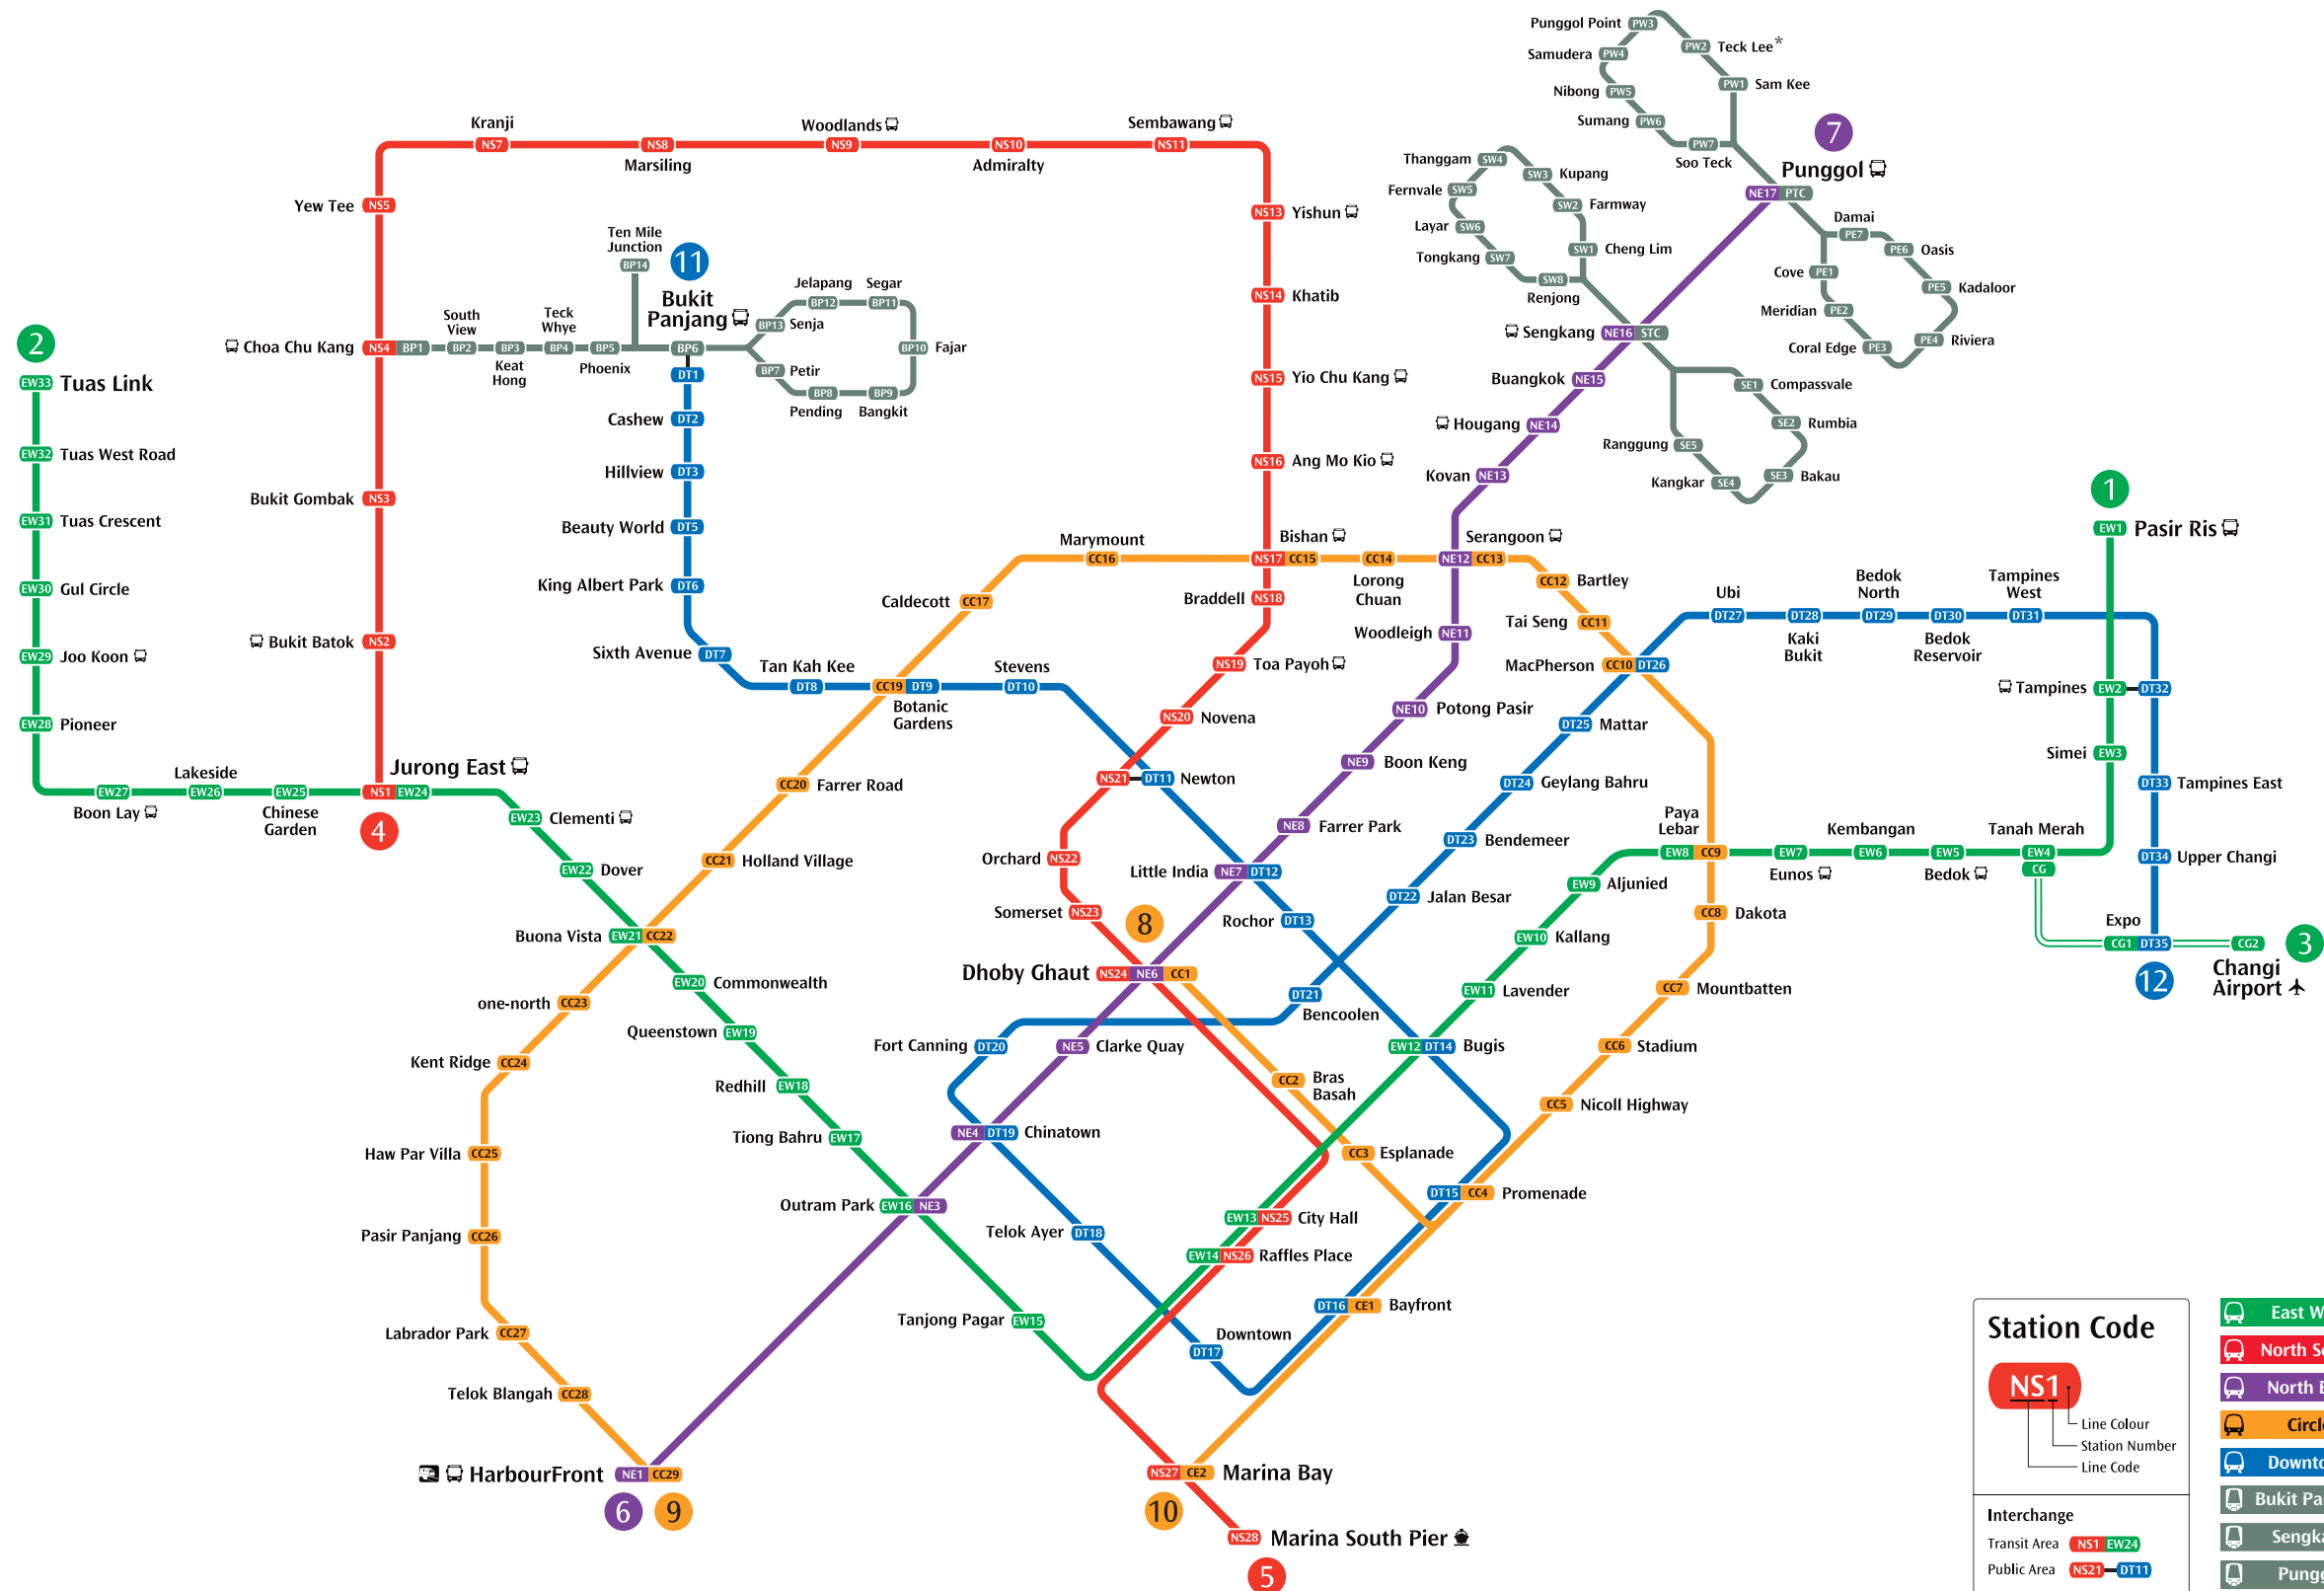 Punggol Point PW3
PW2 Teck Lee*
Samudera PW4
PW1 Sam Kee
Nibong PW5
Sumang PW6
PW7
Soo Teck
7
Punggol
NE17 PTC
Damai
PE7
PE6 Oasis
Cove PE1
PE5 Kadaloor
Meridian PE2
Coral Edge PE3
PE4 Riviera
Thanggam SW4
SW3 Kupang
Fernvale SW5
SW2 Farmway
Layar SW6
SW1 Cheng Lim
Tongkang SW7
SW8
Renjong
Sengkang NE16 STC
Buangkok NE15
SE1 Compassvale
Hougang NE14
SE2 Rumbia
Ranggung SE5
Kovan NE13
Kangkar SE4
SE3 Bakau
Kranji
NS7
NS8
Marsiling
Woodlands
NS9
NS10
Admiralty
Sembawang
NS11
Yew Tee NS5
NS13 Yishun
NS14 Khatib
NS15 Yio Chu Kang
NS16 Ang Mo Kio
Ten Mile
Junction
BP14
11
Bukit
Panjang
Jelapang
BP12
Segar
BP11
BP13 Senja
Choa Chu Kang NS4 BP1
South
View
BP2
BP3
Keat
Hong
Teck
Whye
BP4
BP5
Phoenix
BP6
BP10 Fajar
DT1
BP7 Petir
BP8
Pending
BP9
Bangkit
2
EW33 Tuas Link
EW32 Tuas West Road
EW31 Tuas Crescent
EW30 Gul Circle
EW29 Joo Koon
EW28 Pioneer
Cashew DT2
Hillview DT3
Beauty World DT5
King Albert Park DT6
Sixth Avenue DT7
Bukit Gombak NS3
Bukit Batok NS2
Marymount
CC16
Bishan
NS17 CC15
CC14
Lorong
Chuan
Serangoon
NE12 CC13
CC12 Bartley
Tai Seng CC11
Caldecott CC17
Braddell NS18
Woodleigh NE11
MacPherson CC10 DT26
1
EW1 Pasir Ris
Ubi
DT27
DT28
Kaki
Bukit
Bedok
North
DT29
DT30
Bedok
Reservoir
Tampines
West
DT31
Tan Kah Kee
DT8
CC19 DT9
Botanic
Gardens
Stevens
DT10
NS19 Toa Payoh
NS20 Novena
NE10 Potong Pasir
DT25 Mattar
Tampines EW2 DT32
Simei EW3
DT33 Tampines East
DT34 Upper Changi
Jurong East
EW27
Boon Lay
Lakeside
EW26
EW25
Chinese
Garden
NS1 EW24
4
EW23 Clementi
EW22 Dover
CC20 Farrer Road
CC21 Holland Village
NS21 DT11 Newton
NE9 Boon Keng
DT24 Geylang Bahru
NE8 Farrer Park
DT23 Bendemeer
Paya
Lebar
EW8 CC9
EW7
Eunos
Kembangan
EW6
EW5
Bedok
Tanah Merah
EW4
CG
Orchard NS22
Little India NE7 DT12
DT22 Jalan Besar
EW9 Aljunied
Somerset NS23
Rochor DT13
CC8 Dakota
8
Buona Vista EW21 CC22
EW10 Kallang
Expo
CG1 DT35
CG2
3
Changi
Airport
12
Dhoby Ghaut NS24 NE6 CC1
EW20 Commonwealth
one-north CC23
DT21
Bencoolen
EW11 Lavender
CC7 Mountbatten
Queenstown EW19
Fort Canning DT20
NE5 Clarke Quay
EW12 DT14 Bugis
CC6 Stadium
Kent Ridge CC24
Redhill EW18
CC2 Bras
Basah
CC5 Nicoll Highway
Tiong Bahru EW17
NE4 DT19 Chinatown
Haw Par Villa CC25
CC3 Esplanade
Outram Park EW16 NE3
DT15 CC4 Promenade
Pasir Panjang CC26
Telok Ayer DT18
EW13 NS25 City Hall
EW14 NS26 Raffles Place
Tanjong Pagar EW15
DT16 CE1 Bayfront
Labrador Park CC27
Downtown
DT17
Telok Blangah CC28
HarbourFront NE1 CC29
6 9
NS27 CE2 Marina Bay
10
NS28 Marina South Pier
5
Station Code
NS1
Line Colour
Station Number
Line Code
Interchange
Transit Area NS1 EW24
Public Area NS21 DT11
East
North
North
Circle
Bukit